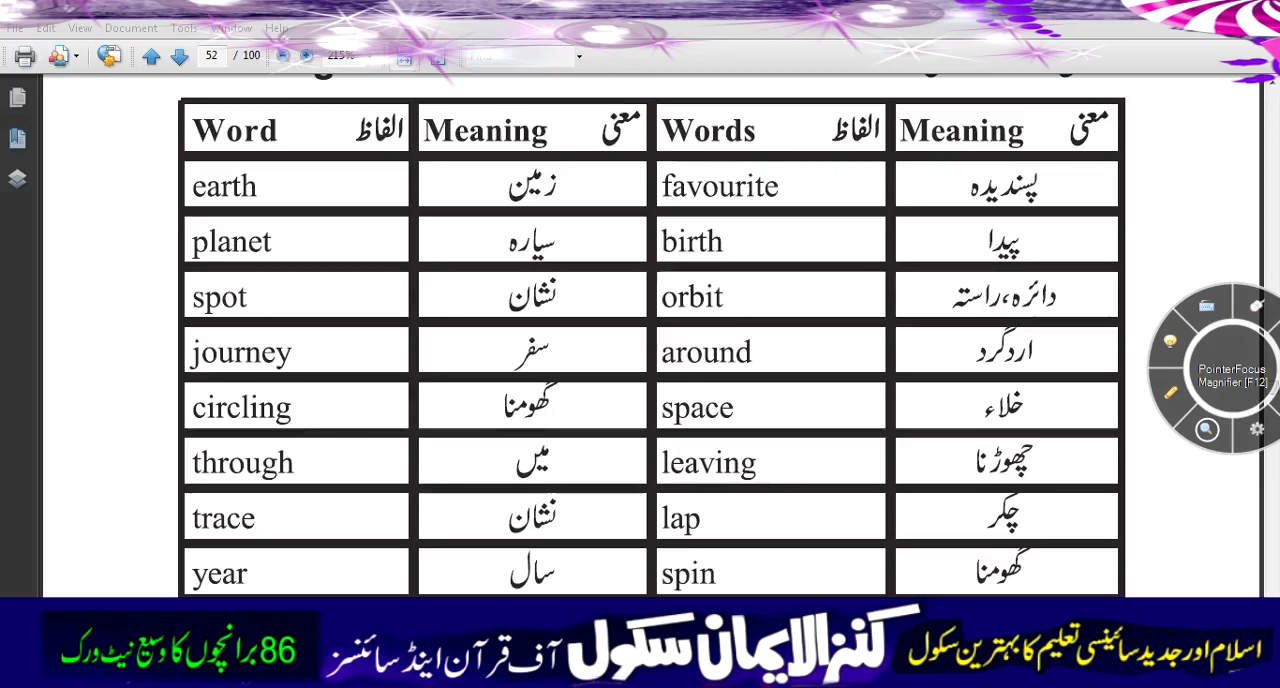 File Edit View Document Tools Window Help
52 / 100 215% Find
Word الفاظ Meaning معنی Words الفاظ Meaning معنی
earth زمین favourite پسندیدہ
planet سیارہ birth پیدا
spot نشان orbit دائرہ،راستہ
journey سفر around اردگرد
circling گھومنا space خلاء
through میں leaving چھوڑنا
trace نشان lap چکر
year سال spin گھومنا
PointerFocus
Magnifier [F12]
اسلام اور جدید سائینسی تعلیم کا بہترین سکول کنزالایمان سکول آف قرآن اینڈ سائنسز 86 برانچوں کا وسیع نیٹ ورک